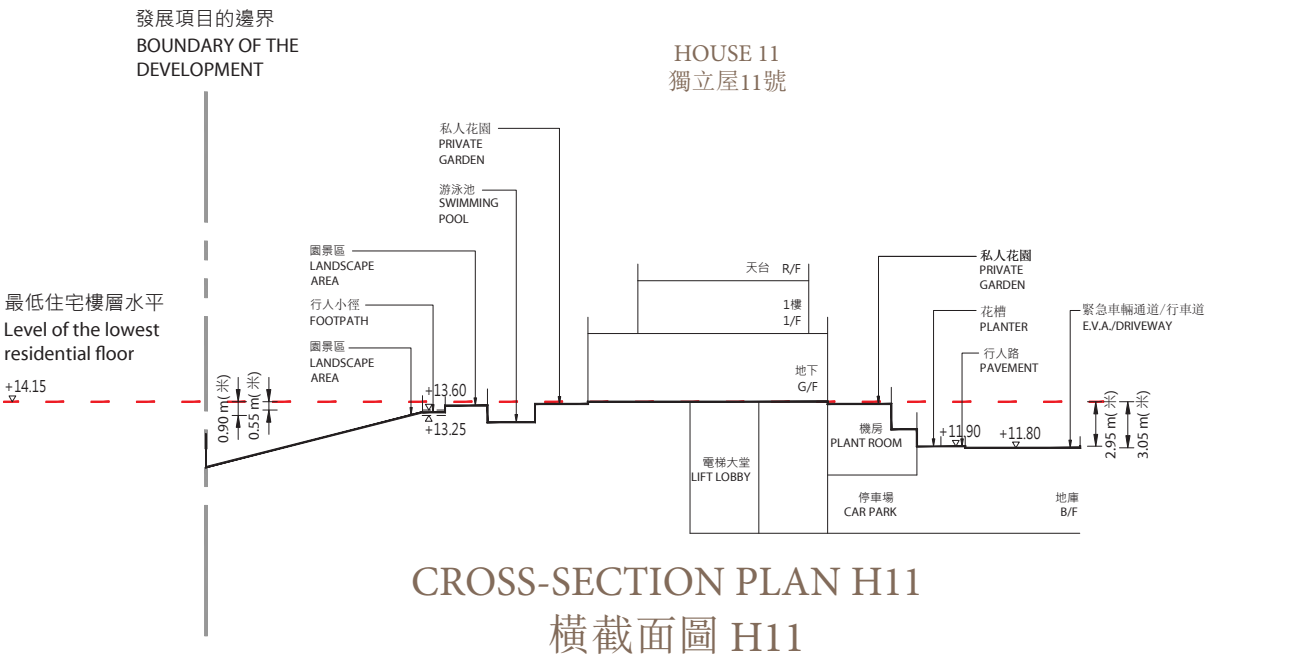 發展項目的邊界
BOUNDARY OF THE
DEVELOPMENT
HOUSE 11
獨立屋11號
私人花園
PRIVATE
GARDEN
游泳池
SWIMMING
POOL
園景區
LANDSCAPE
AREA
行人小徑
FOOTPATH
園景區
LANDSCAPE
AREA
最低住宅樓層水平
Level of the lowest
residential floor
+14.15
0.90 m(米)
0.55 m(米)
+13.60
+13.25
天台 R/F
1樓
1/F
地下
G/F
私人花園
PRIVATE
GARDEN
花槽
PLANTER
行人路
PAVEMENT
緊急車輛通道/行車道
E.V.A./DRIVEWAY
機房
PLANT ROOM
+11.90
+11.80
2.95 m(米)
3.05 m(米)
電梯大堂
LIFT LOBBY
停車場
CAR PARK
地庫
B/F
CROSS-SECTION PLAN H11
橫截面圖 H11